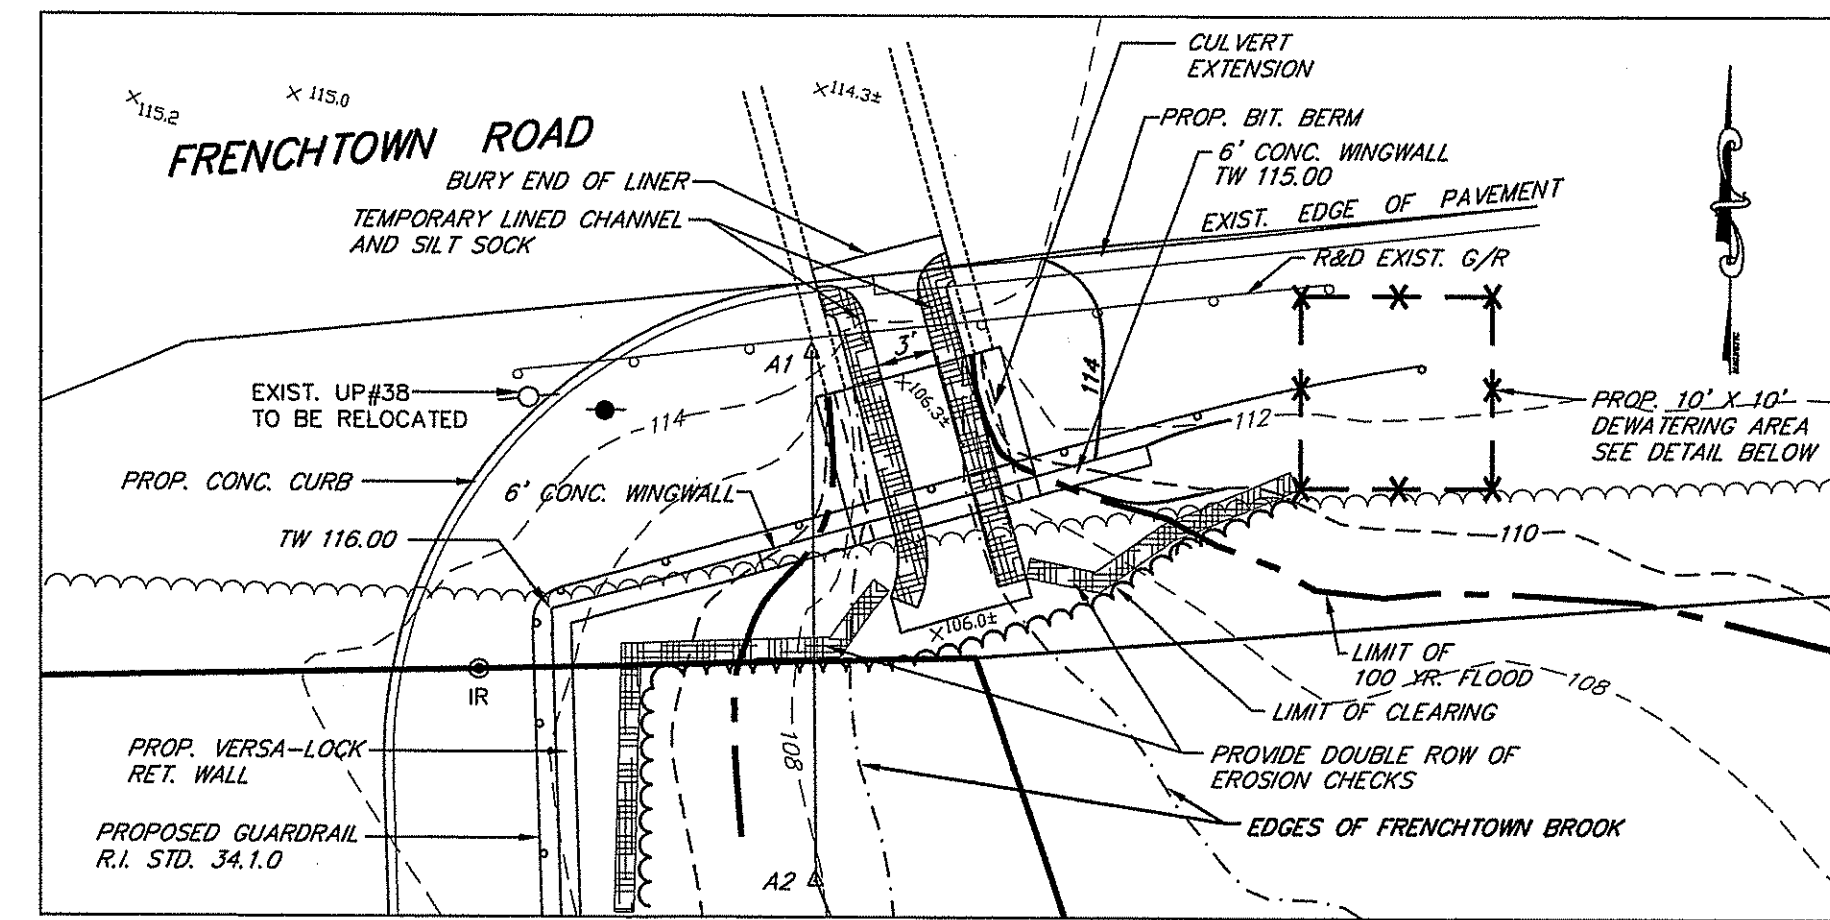 CULVERT
EXTENSION
×115.2
×115.0
×114.3±
FRENCHTOWN ROAD
PROP. BIT. BERM
6' CONC. WINGWALL
TW 115.00
BURY END OF LINER
EXIST. EDGE OF PAVEMENT
TEMPORARY LINED CHANNEL
AND SILT SOCK
R&D EXIST. G/R
A1
3'
×106.3±
114
EXIST. UP#38
TO BE RELOCATED
114
112
PROP. 10' X 10'
DEWATERING AREA
SEE DETAIL BELOW
PROP. CONC. CURB
6' CONC. WINGWALL
TW 116.00
110
×106.0±
LIMIT OF
100 YR. FLOOD
108
IR
LIMIT OF CLEARING
PROP. VERSA-LOCK
RET. WALL
108
PROVIDE DOUBLE ROW OF
EROSION CHECKS
PROPOSED GUARDRAIL
R.I. STD. 34.1.0
EDGES OF FRENCHTOWN BROOK
A2